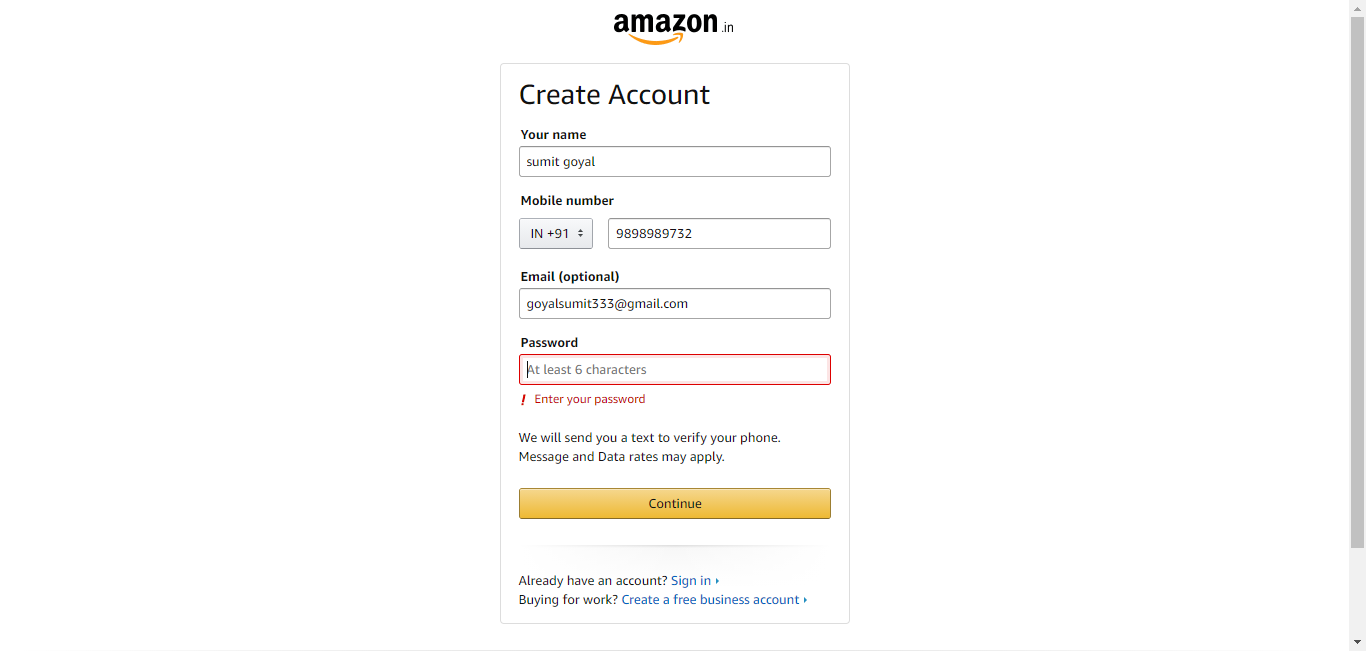 amazon.in
Create Account
Your name
sumit goyal
Mobile number
IN +91 9898989732
Email (optional)
goyalsumit333@gmail.com
Password
At least 6 characters
! Enter your password
We will send you a text to verify your phone.
Message and Data rates may apply.
Continue
Already have an account? Sign in
Buying for work? Create a free business account